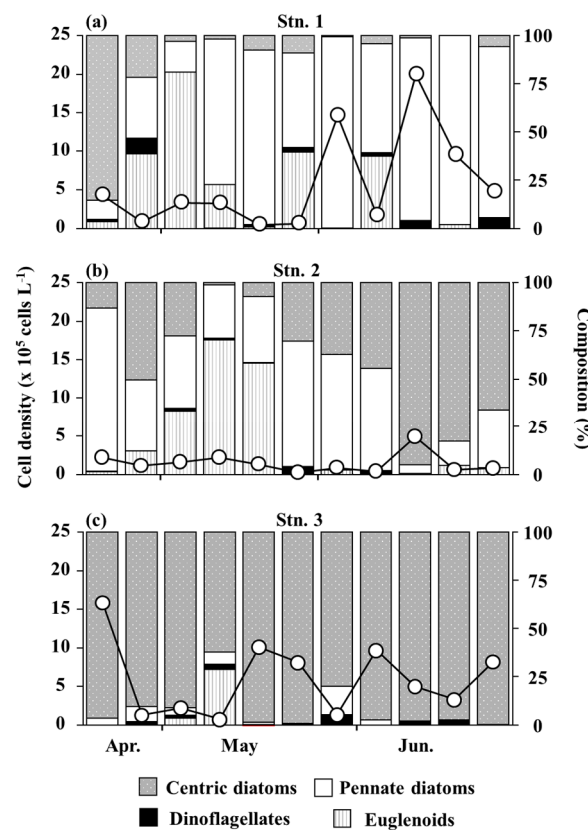 (a) Stn. 1
25 100
20 75
15 50
10
5 25
0 0
(b) Stn. 2
25 100
20 75
15 50
10
5 25
0 0
(c) Stn. 3
25 100
20 75
15 50
10
5 25
0 0
Cell density (x 10⁵ cells L⁻¹)
Composition (%)
Apr. May Jun.
Centric diatoms Pennate diatoms
Dinoflagellates Euglenoids